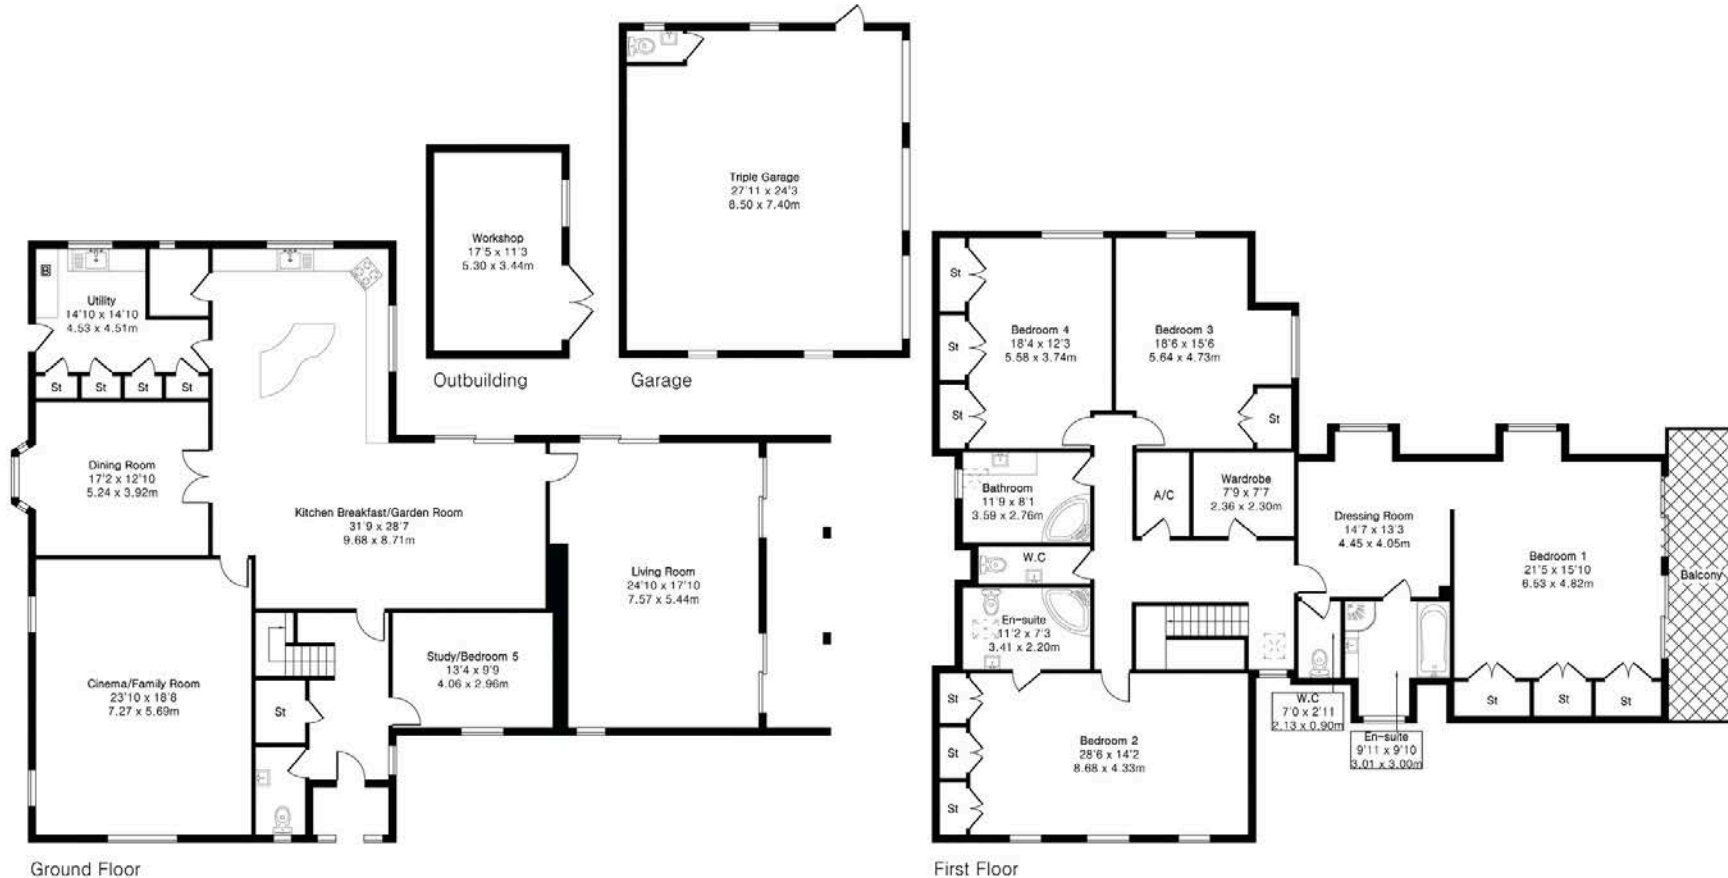 Triple Garage
27'11 x 24'3
8.50 x 7.40m
Workshop
17'5 x 11'3
5.30 x 3.44m
Outbuilding
Garage
Utility
14'10 x 14'10
4.53 x 4.51m
St
St
St
St
Dining Room
17'2 x 12'10
5.24 x 3.92m
Kitchen Breakfast/Garden Room
31'9 x 28'7
9.68 x 8.71m
Living Room
24'10 x 17'10
7.57 x 5.44m
Study/Bedroom 5
13'4 x 9'9
4.06 x 2.96m
Cinema/Family Room
23'10 x 18'8
7.27 x 5.69m
St
Ground Floor
St
St
St
Bedroom 4
18'4 x 12'3
5.58 x 3.74m
Bedroom 3
18'6 x 15'6
5.64 x 4.73m
St
Bathroom
11'9 x 8'1
3.59 x 2.76m
A/C
Wardrobe
7'9 x 7'7
2.36 x 2.30m
Dressing Room
14'7 x 13'3
4.45 x 4.05m
Bedroom 1
21'5 x 15'10
6.53 x 4.82m
Balcony
W.C
En-suite
11'2 x 7'3
3.41 x 2.20m
St
St
St
W.C
7'0 x 2'11
2.13 x 0.90m
En-suite
9'11 x 9'10
3.01 x 3.00m
St
St
St
Bedroom 2
28'6 x 14'2
8.68 x 4.33m
First Floor